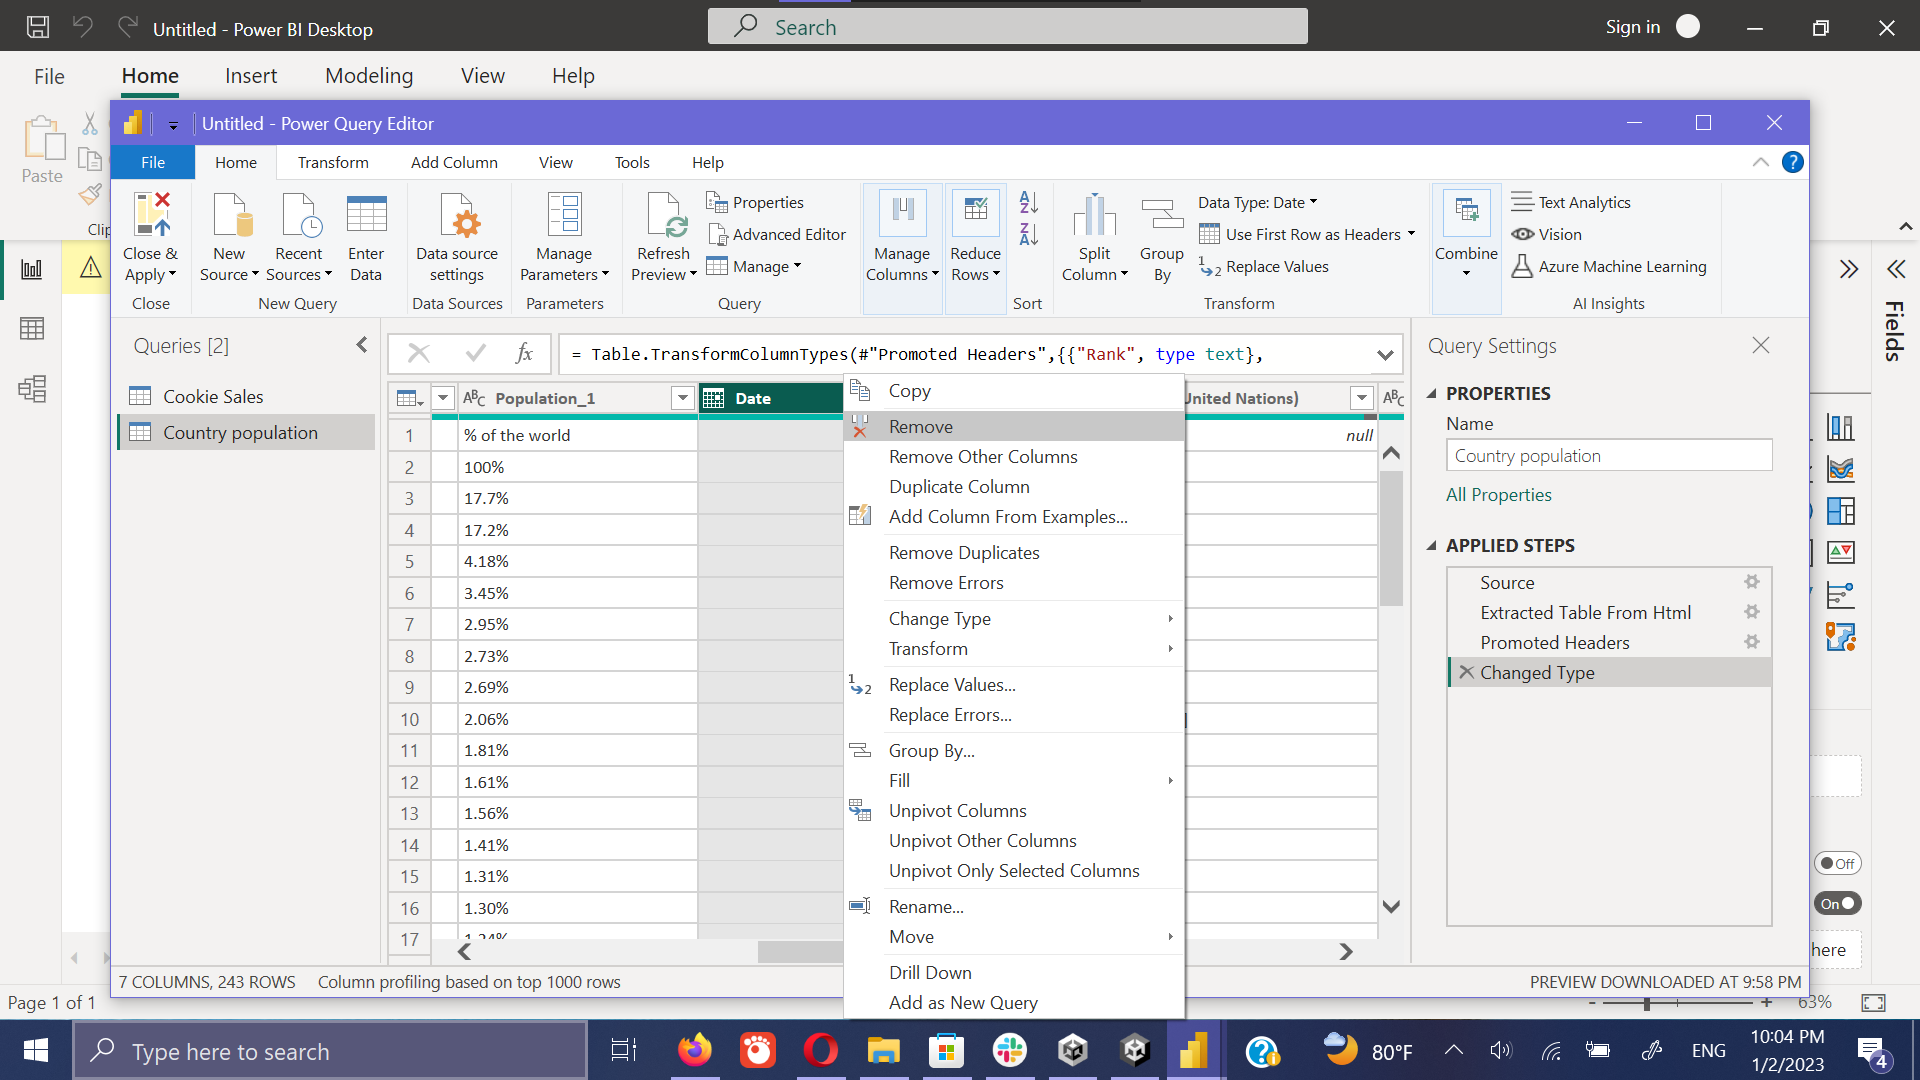 Untitled - Power BI Desktop
Search
Sign in
File
Home
Insert
Modeling
View
Help
Paste
Clip
Untitled - Power Query Editor
File
Home
Transform
Add Column
View
Tools
Help
Close &
Apply
Close
New
Source
Recent
Sources
Enter
Data
New Query
Data source
settings
Data Sources
Manage
Parameters
Parameters
Refresh
Preview
Properties
Advanced Editor
Manage
Query
Manage
Columns
Reduce
Rows
Sort
Split
Column
Group
By
Data Type: Date
Use First Row as Headers
Replace Values
Transform
Combine
Text Analytics
Vision
Azure Machine Learning
AI Insights
Queries [2]
Cookie Sales
Country population
fx
= Table.TransformColumnTypes(#"Promoted Headers",{{"Rank", type text},
ABC Population_1
Date
United Nations)
ABC
1 % of the world null
2 100%
3 17.7%
4 17.2%
5 4.18%
6 3.45%
7 2.95%
8 2.73%
9 2.69%
10 2.06%
11 1.81%
12 1.61%
13 1.56%
14 1.41%
15 1.31%
16 1.30%
17
Copy
Remove
Remove Other Columns
Duplicate Column
Add Column From Examples...
Remove Duplicates
Remove Errors
Change Type
Transform
Replace Values...
Replace Errors...
Group By...
Fill
Unpivot Columns
Unpivot Other Columns
Unpivot Only Selected Columns
Rename...
Move
Drill Down
Add as New Query
Query Settings
PROPERTIES
Name
Country population
All Properties
APPLIED STEPS
Source
Extracted Table From Html
Promoted Headers
Changed Type
Fields
Off
On
here
7 COLUMNS, 243 ROWS
Column profiling based on top 1000 rows
PREVIEW DOWNLOADED AT 9:58 PM
Page 1 of 1
63%
Type here to search
80°F
ENG
10:04 PM
1/2/2023
4